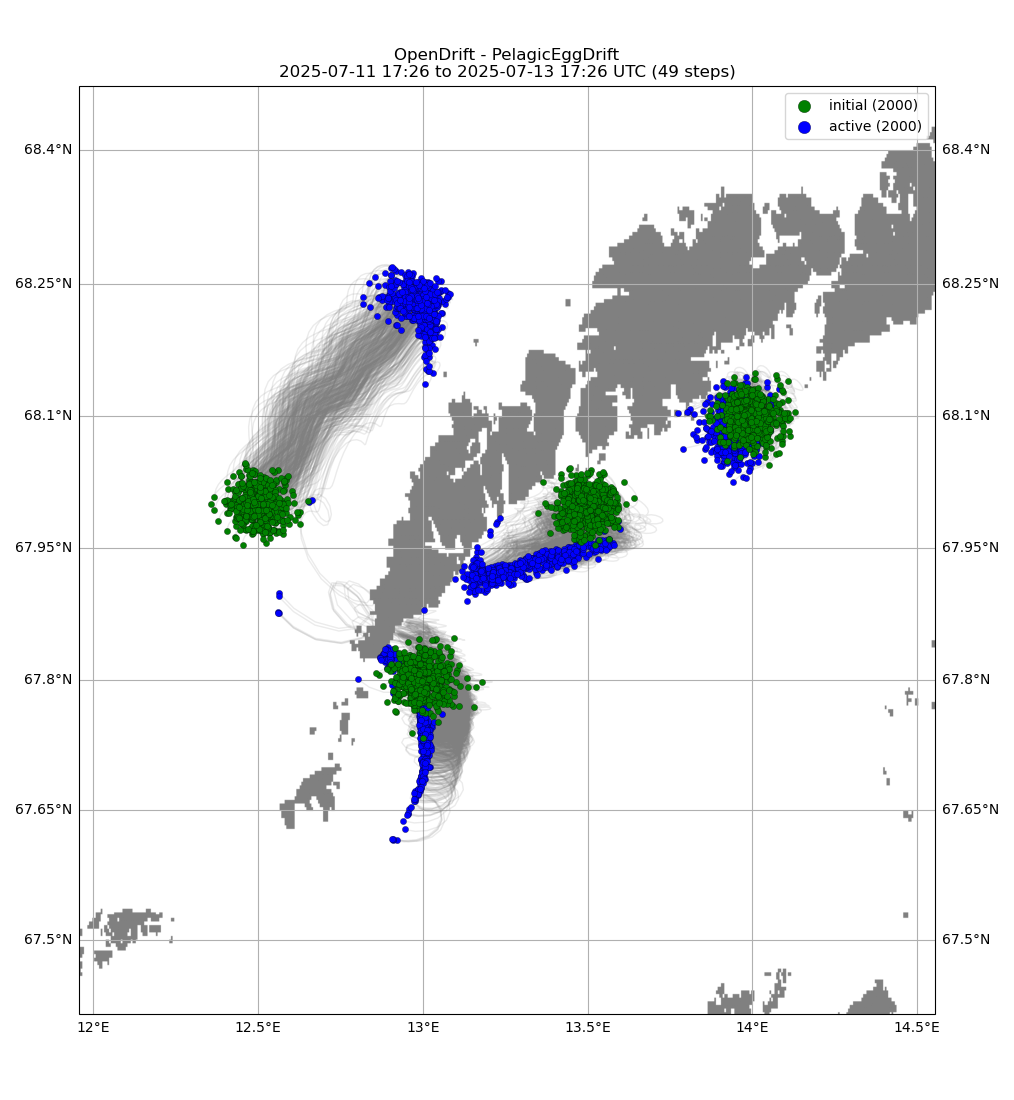 OpenDrift - PelagicEggDrift
2025-07-11 17:26 to 2025-07-13 17:26 UTC (49 steps)
initial (2000)
active (2000)
68.4°N 68.4°N
68.25°N 68.25°N
68.1°N 68.1°N
67.95°N 67.95°N
67.8°N 67.8°N
67.65°N 67.65°N
67.5°N 67.5°N
12°E 12.5°E 13°E 13.5°E 14°E 14.5°E